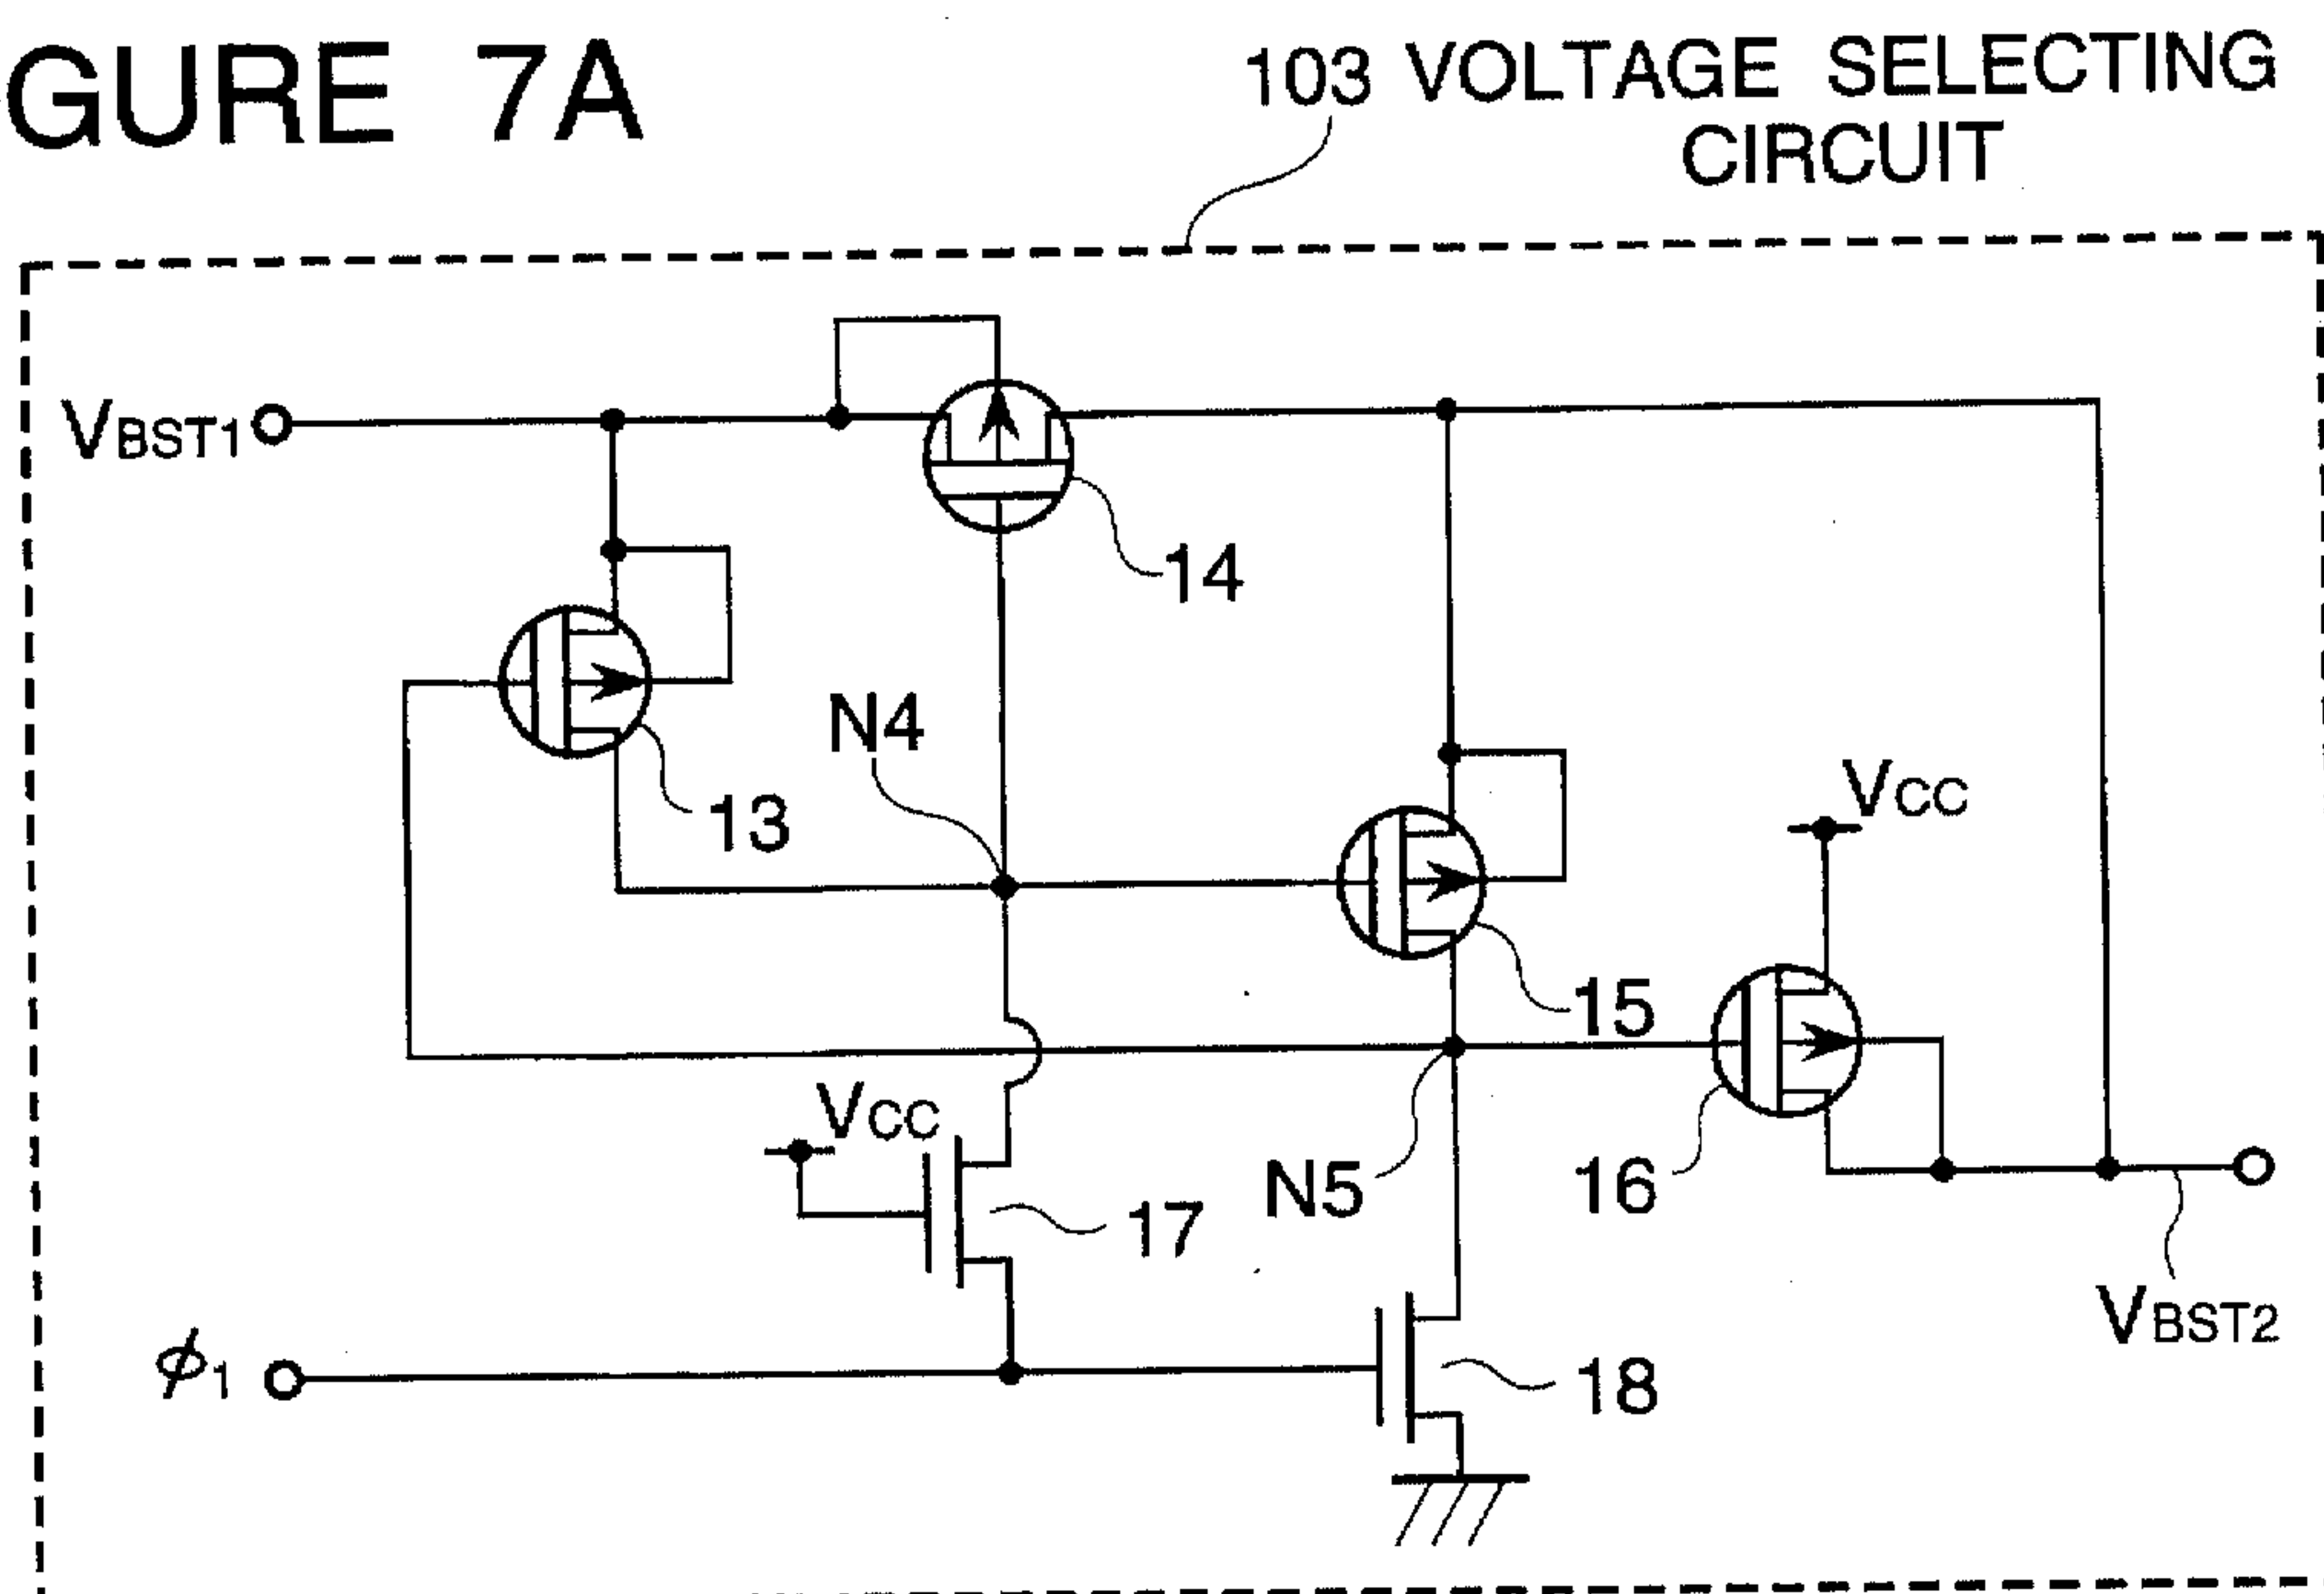 GURE 7A
103 VOLTAGE SELECTING
CIRCUIT
VBST1
14
13
N4
VCC
15
VCC
N5
16
17
VBST2
ϕ1
18